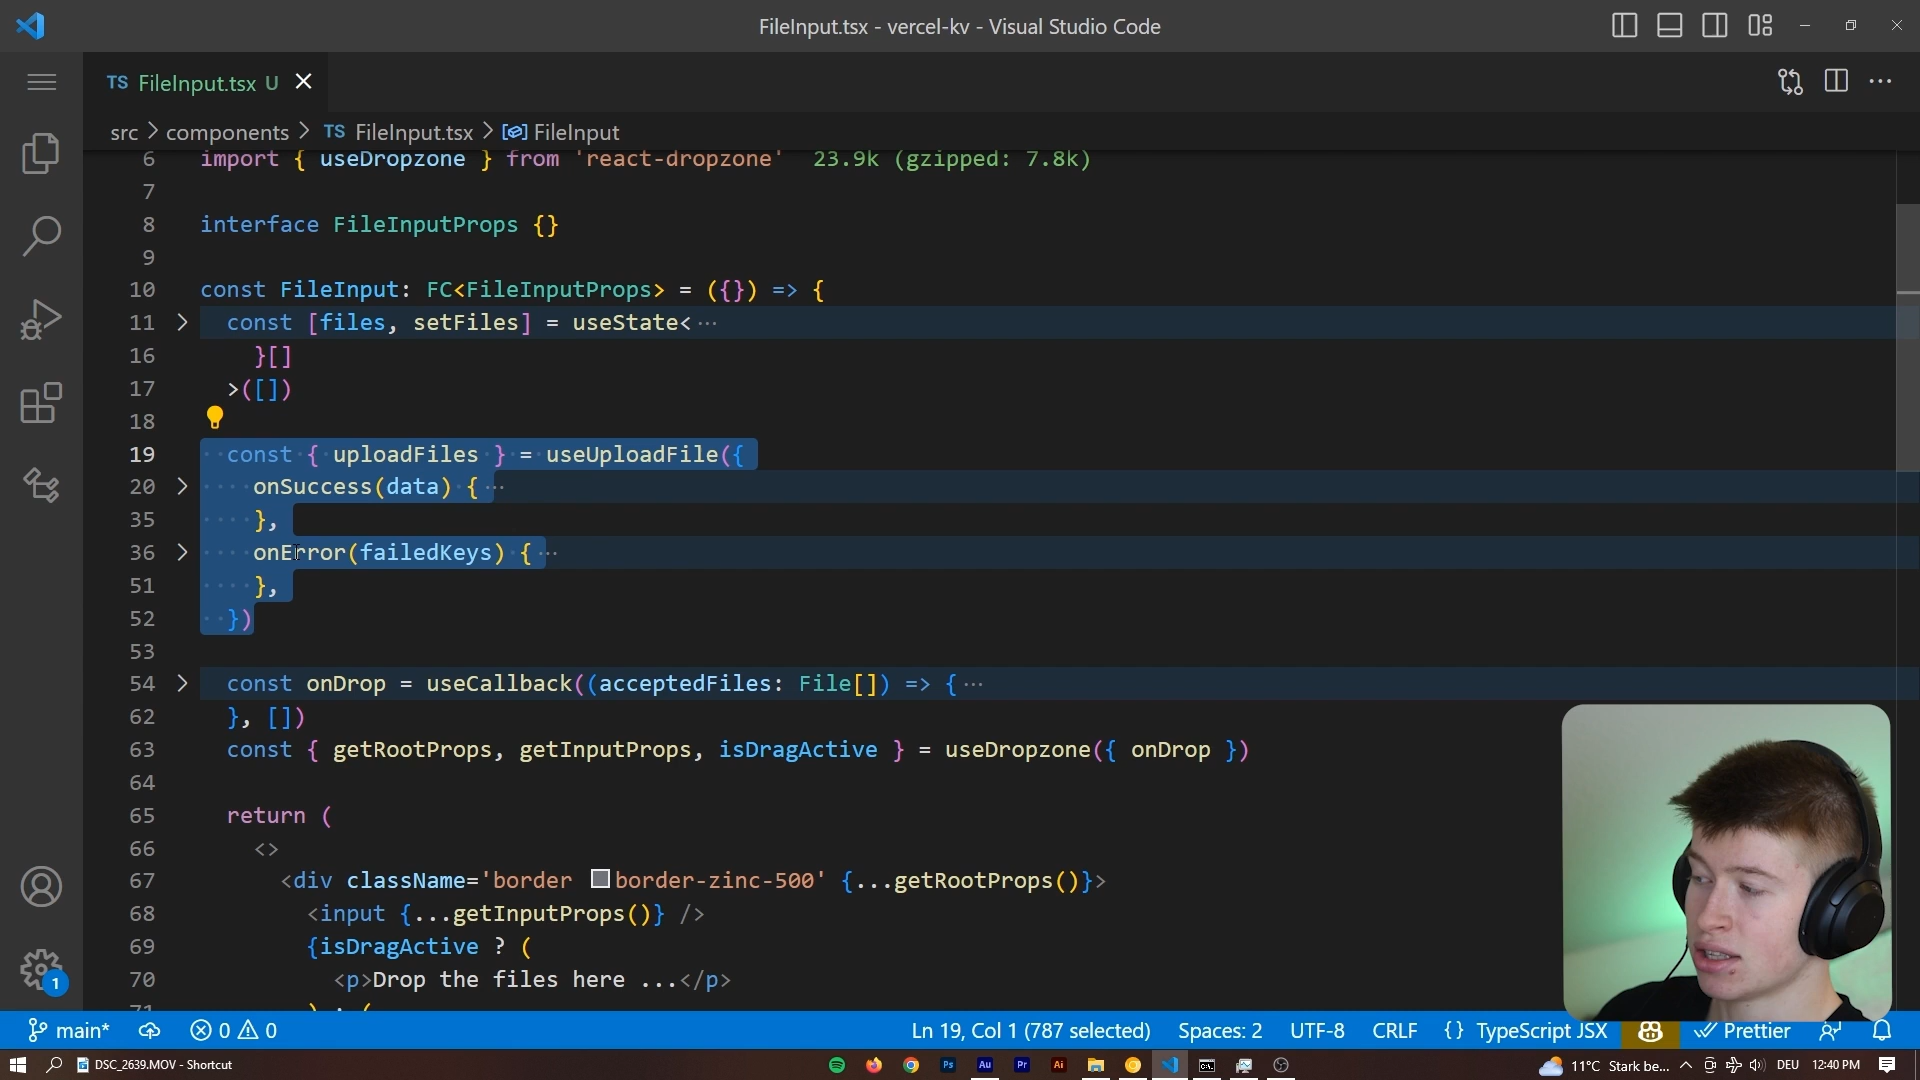 FileInput.tsx - vercel-kv - Visual Studio Code
TS FileInput.tsx U
src > components > TS FileInput.tsx > FileInput
6 import { useDropzone } from 'react-dropzone' 23.9k (gzipped: 7.8k)
7
8 interface FileInputProps {}
9
10 const FileInput: FC<FileInputProps> = ({}) => {
11 > const [files, setFiles] = useState< ···
16 }[]
17 >([])
18
19 const { uploadFiles } = useUploadFile({
20 > onSuccess(data) { ···
35 },
36 > onError(failedKeys) { ···
51 },
52 })
53
54 > const onDrop = useCallback((acceptedFiles: File[]) => { ···
62 }, [])
63 const { getRootProps, getInputProps, isDragActive } = useDropzone({ onDrop })
64
65 return (
66 <>
67 <div className='border border-zinc-500' {...getRootProps()}>
68 <input {...getInputProps()} />
69 {isDragActive ? (
70 <p>Drop the files here ...</p>
71 ) : (
main* 0 0 Ln 19, Col 1 (787 selected) Spaces: 2 UTF-8 CRLF {} TypeScript JSX Prettier
1
DSC_2639.MOV - Shortcut Ps Au Pr Ai 11°C Stark be... DEU 12:40 PM